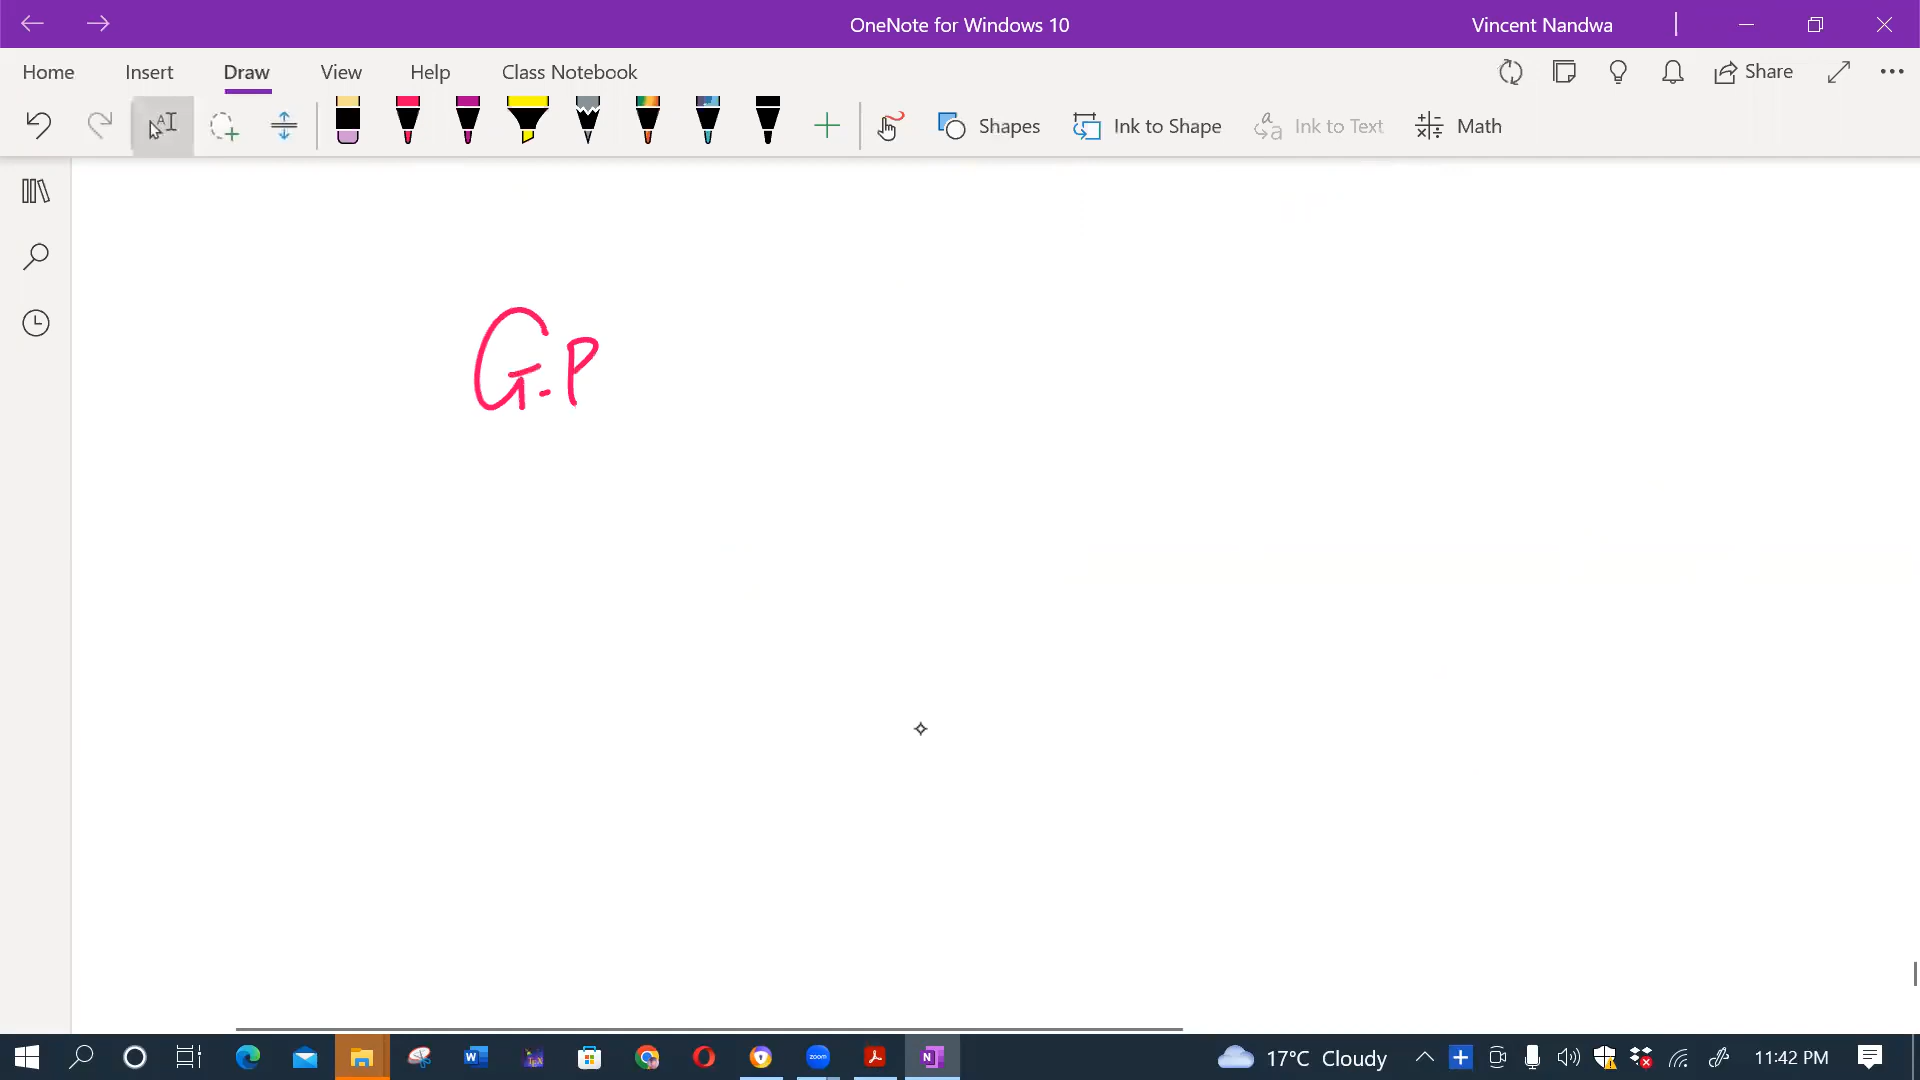 OneNote for Windows 10
Vincent Nandwa
Home Insert Draw View Help Class Notebook
Share
Shapes Ink to Shape Ink to Text Math
G.P
17°C Cloudy 11:42 PM